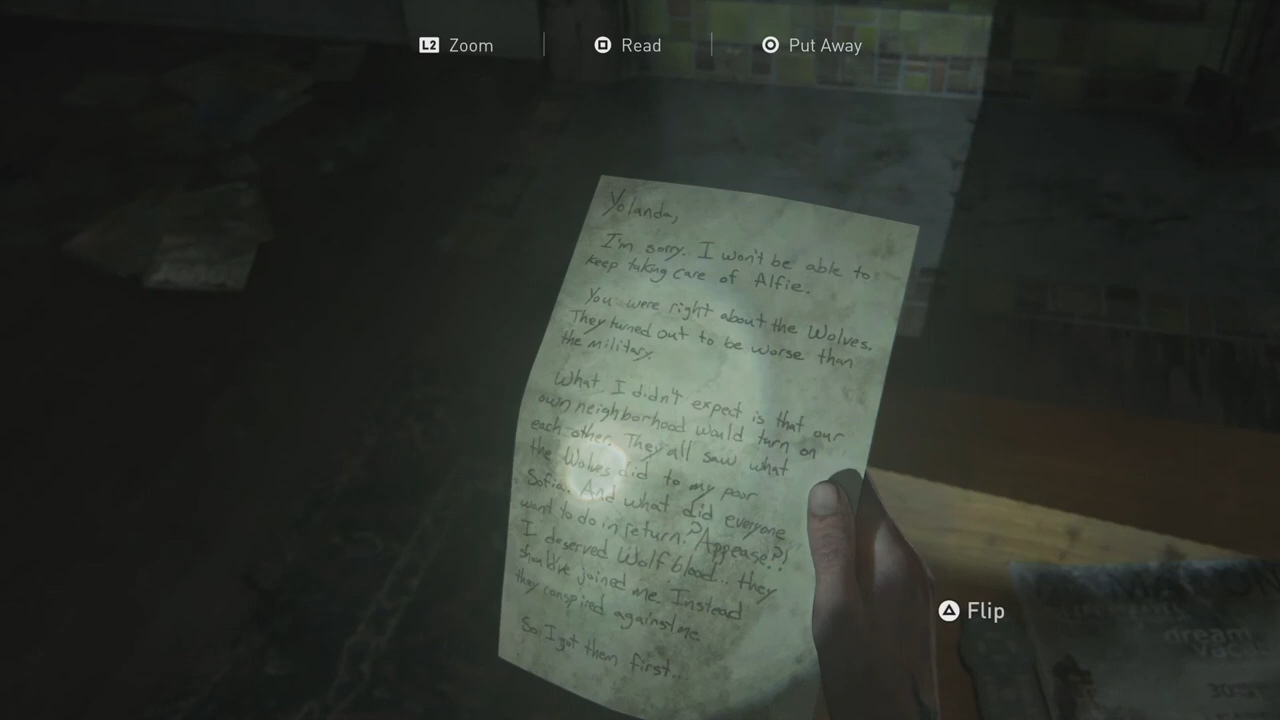 L2 Zoom
Read
Put Away
Yolanda,
I'm sorry. I won't be able to
keep taking care of Alfie.
You were right about the Wolves.
They turned out to be worse than
the military.
What I didn't expect is that our
own neighborhood would turn on
each other. They all saw what
the Wolves did to my poor
Sofia. And what did everyone
want to do in return? Appease?!
I deserved Wolf blood... they
should've joined me. Instead
they conspired against me.
So I got them first...
Flip
dream